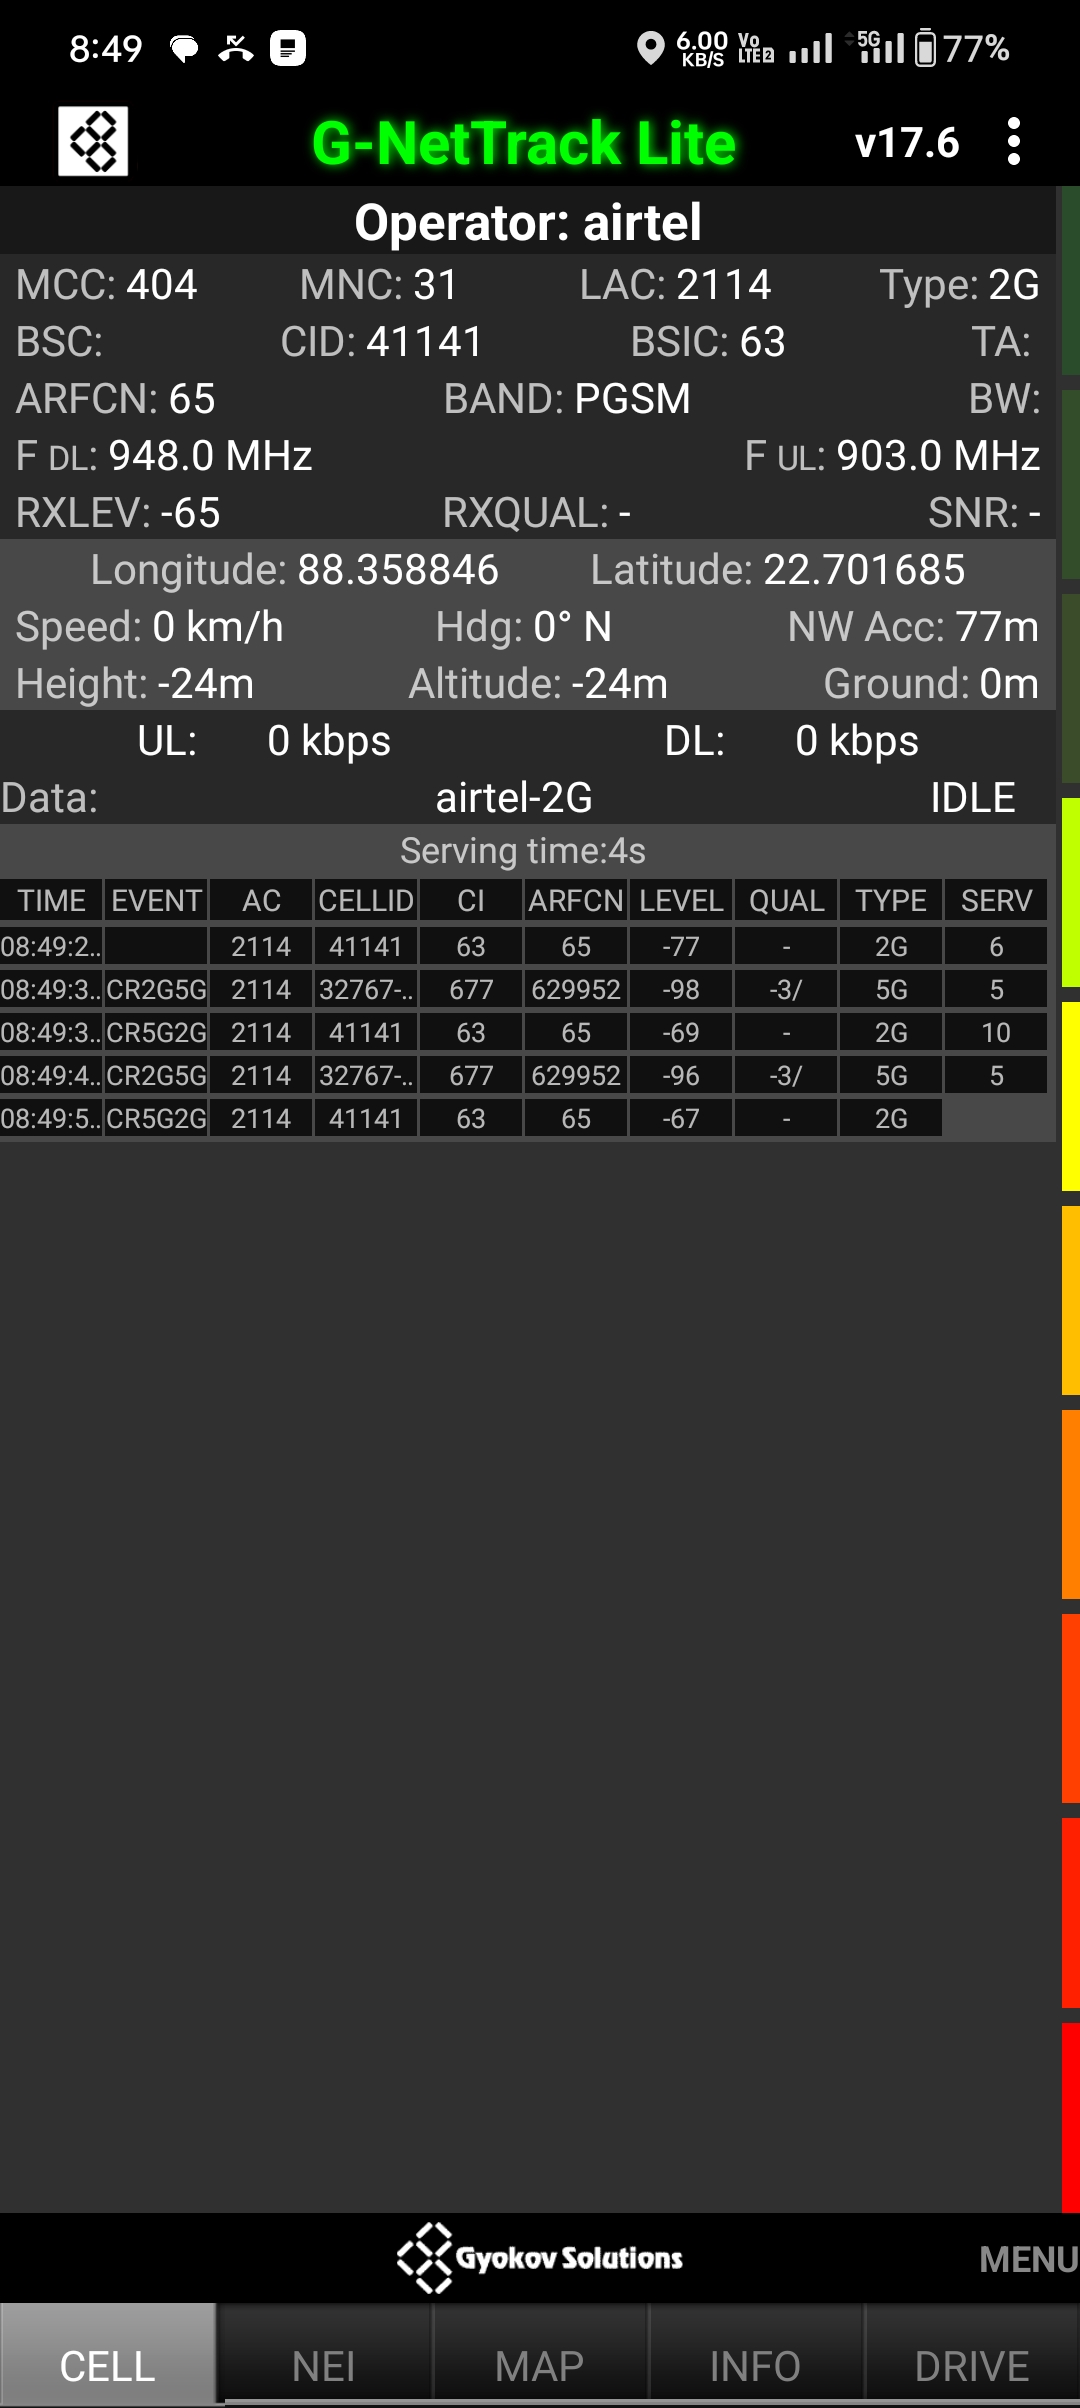 8:49 6.00 KB/S Vo LTE 2 5G 77%
G-NetTrack Lite v17.6
Operator: airtel
MCC: 404 MNC: 31 LAC: 2114 Type: 2G
BSC: CID: 41141 BSIC: 63 TA:
ARFCN: 65 BAND: PGSM BW:
F DL: 948.0 MHz F UL: 903.0 MHz
RXLEV: -65 RXQUAL: - SNR: -
Longitude: 88.358846 Latitude: 22.701685
Speed: 0 km/h Hdg: 0° N NW Acc: 77m
Height: -24m Altitude: -24m Ground: 0m
UL: 0 kbps DL: 0 kbps
Data: airtel-2G IDLE
Serving time:4s
TIME EVENT AC CELLID CI ARFCN LEVEL QUAL TYPE SERV
08:49:2.. 2114 41141 63 65 -77 - 2G 6
08:49:3.. CR2G5G 2114 32767-.. 677 629952 -98 -3/ 5G 5
08:49:3.. CR5G2G 2114 41141 63 65 -69 - 2G 10
08:49:4.. CR2G5G 2114 32767-.. 677 629952 -96 -3/ 5G 5
08:49:5.. CR5G2G 2114 41141 63 65 -67 - 2G
Gyokov Solutions MENU
CELL NEI MAP INFO DRIVE